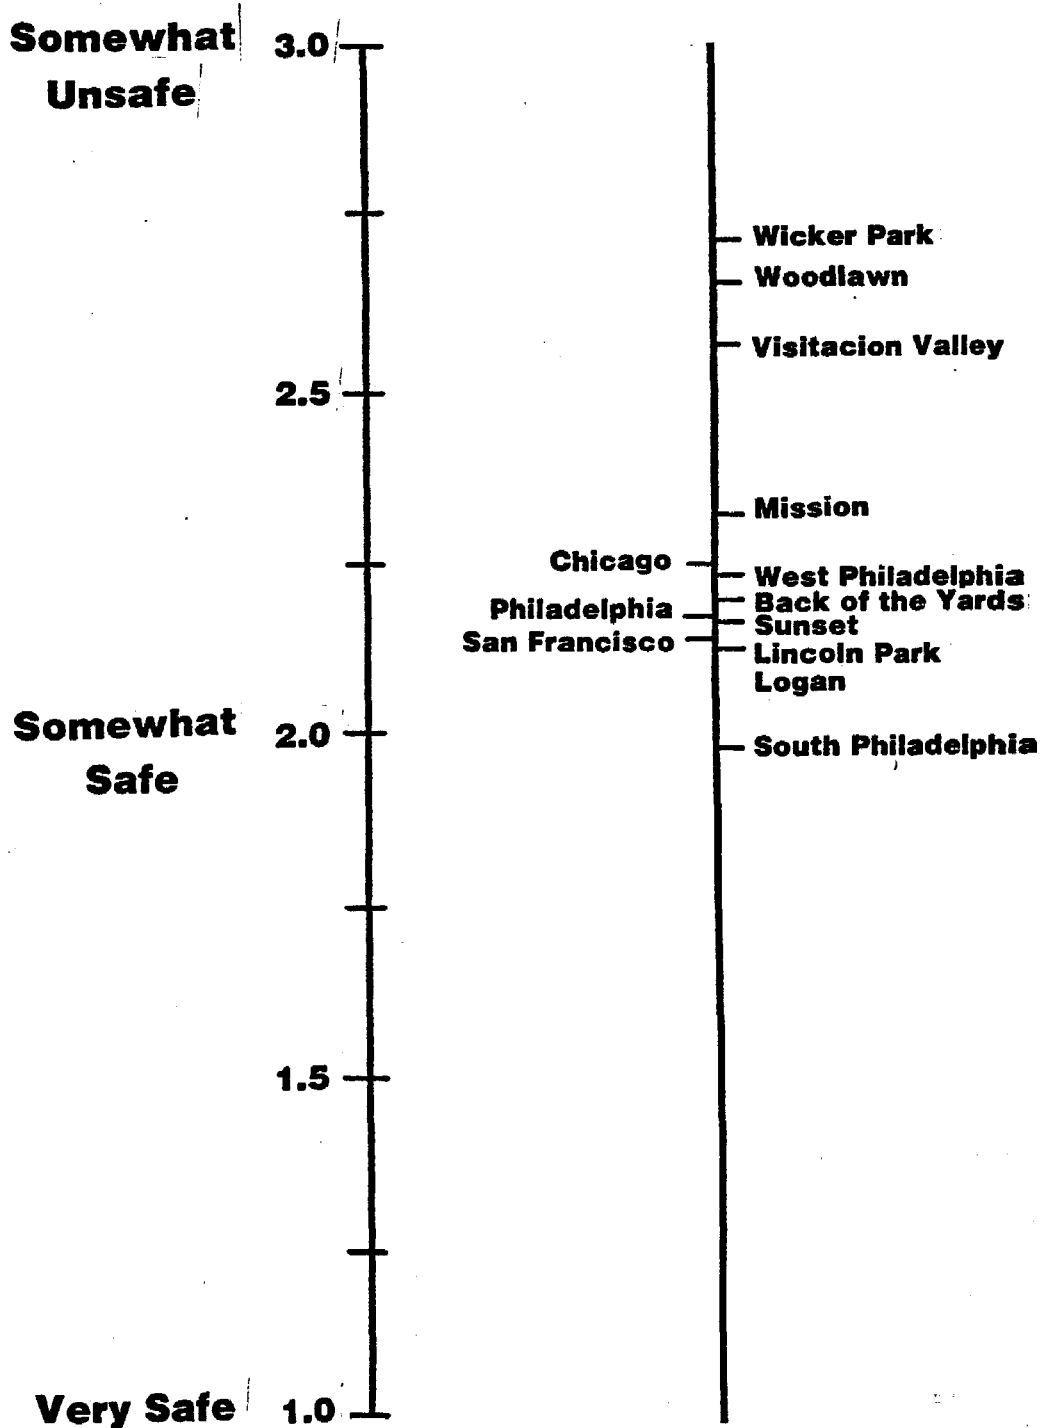 Somewhat
Unsafe
3.0
Wicker Park
Woodlawn
Visitacion Valley
2.5
Mission
Chicago
West Philadelphia
Back of the Yards
Philadelphia
Sunset
San Francisco
Lincoln Park
Logan
Somewhat
Safe
2.0
South Philadelphia
1.5
Very Safe
1.0